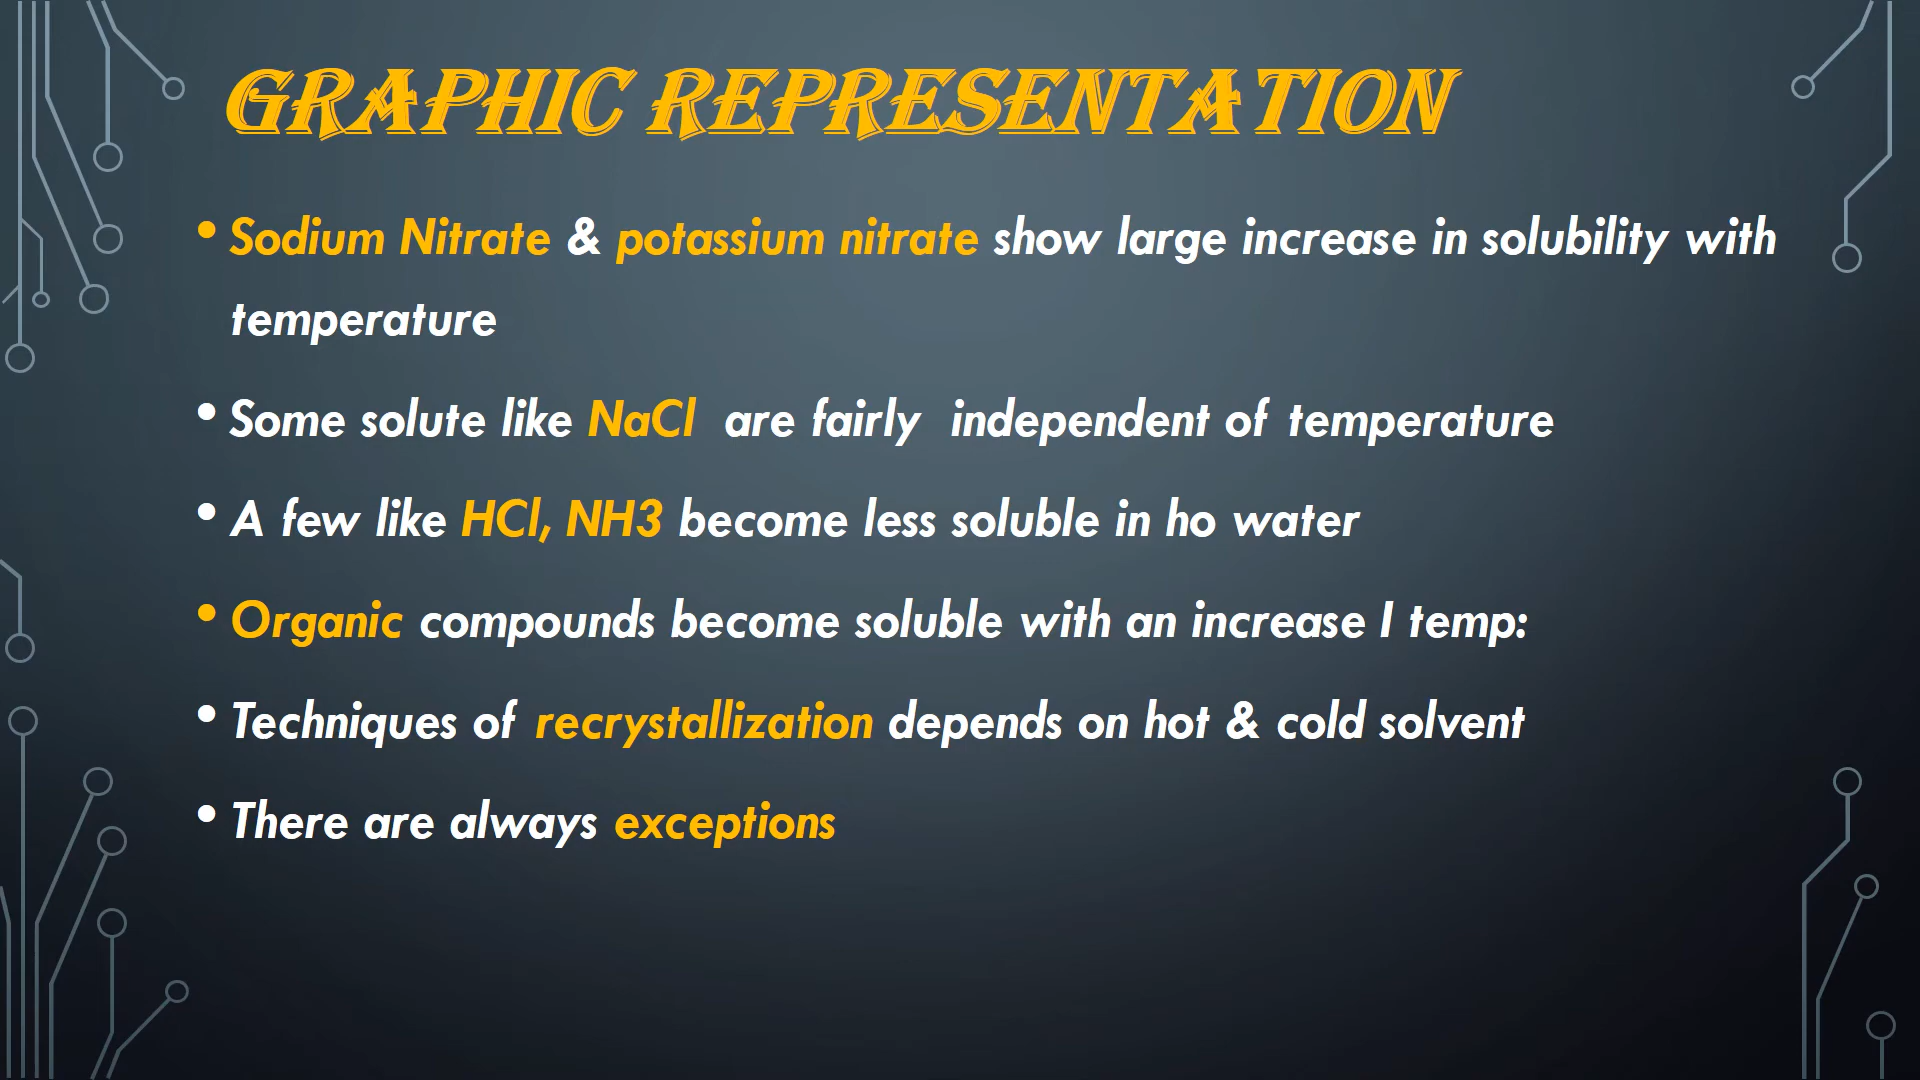 GRAPHIC REPRESENTATION
• Sodium Nitrate & potassium nitrate show large increase in solubility with
temperature
• Some solute like NaCl are fairly independent of temperature
• A few like HCl, NH3 become less soluble in ho water
• Organic compounds become soluble with an increase I temp:
• Techniques of recrystallization depends on hot & cold solvent
• There are always exceptions